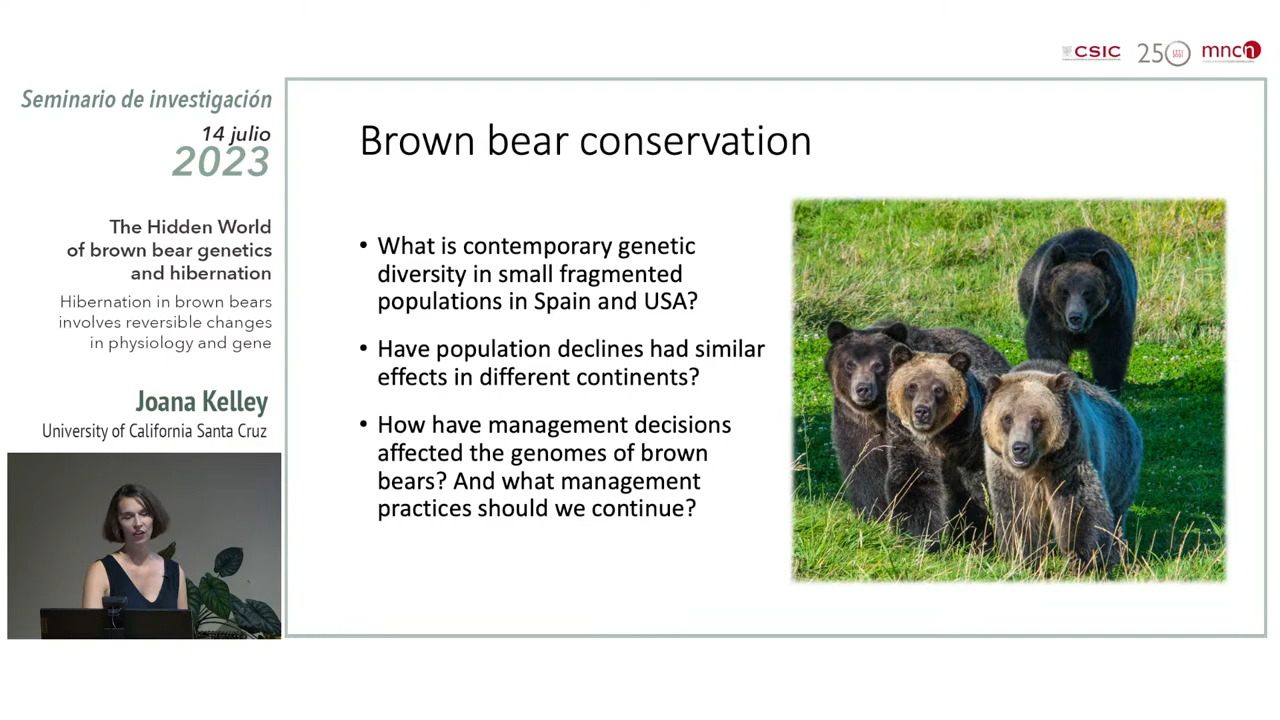 CSIC
250
mncn
Seminario de investigación
14 julio
2023
The Hidden World
of brown bear genetics
and hibernation
Hibernation in brown bears
involves reversible changes
in physiology and gene
Joana Kelley
University of California Santa Cruz
Brown bear conservation
• What is contemporary genetic
diversity in small fragmented
populations in Spain and USA?
• Have population declines had similar
effects in different continents?
• How have management decisions
affected the genomes of brown
bears? And what management
practices should we continue?